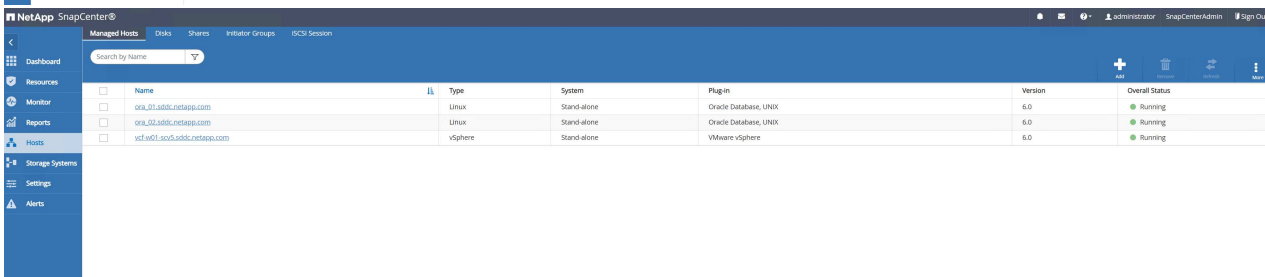 NetApp SnapCenter®
administrator SnapCenterAdmin Sign Ou
Managed Hosts Disks Shares Initiator Groups iSCSI Session
Search by Name
Dashboard
Resources
Monitor
Reports
Hosts
Storage Systems
Settings
Alerts
Add Remove Refresh More
Name Type System Plug-in Version Overall Status
ora_01.sddc.netapp.com Linux Stand-alone Oracle Database, UNIX 6.0 Running
ora_02.sddc.netapp.com Linux Stand-alone Oracle Database, UNIX 6.0 Running
vcf-w01-scv5.sddc.netapp.com vSphere Stand-alone VMware vSphere 6.0 Running